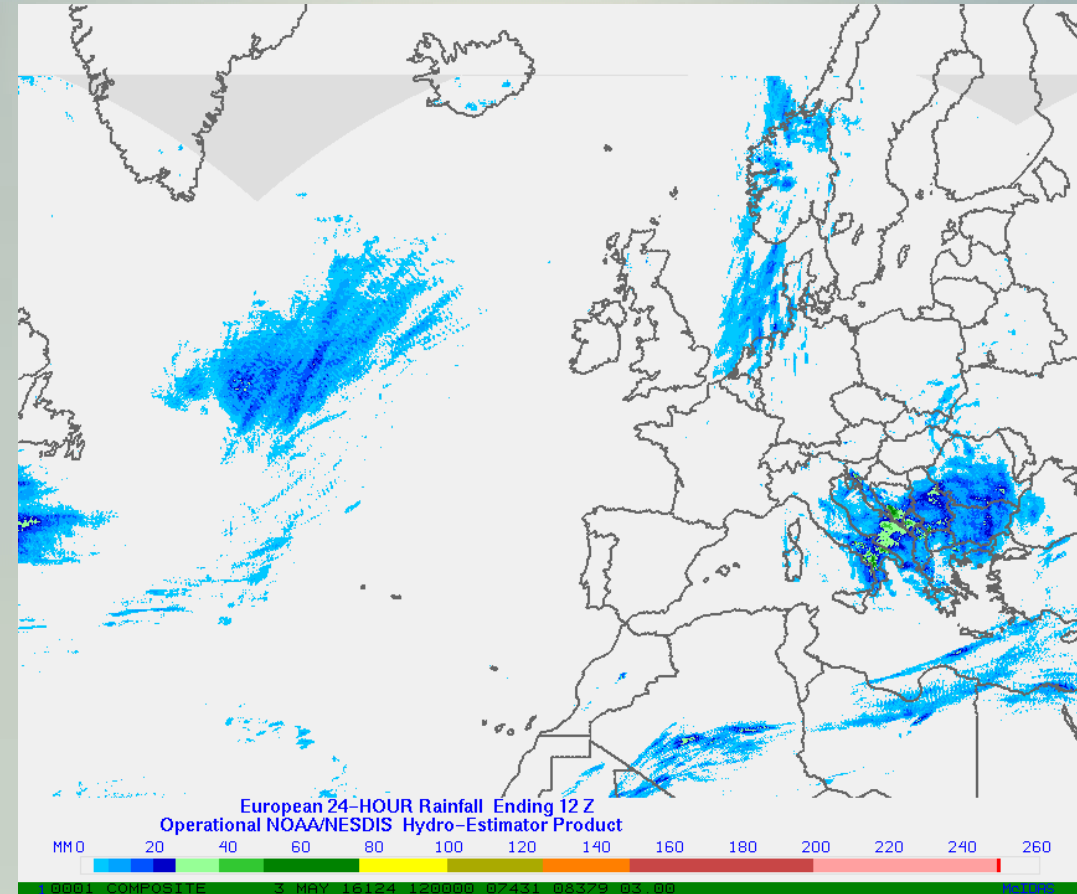 European 24-HOUR Rainfall Ending 12 Z
Operational NOAA/NESDIS Hydro-Estimator Product
MM 0 20 40 60 80 100 120 140 160 180 200 220 240 260
1 0001 COMPOSITE 3 MAY 16124 120000 07431 08379 03.00 McIDAS